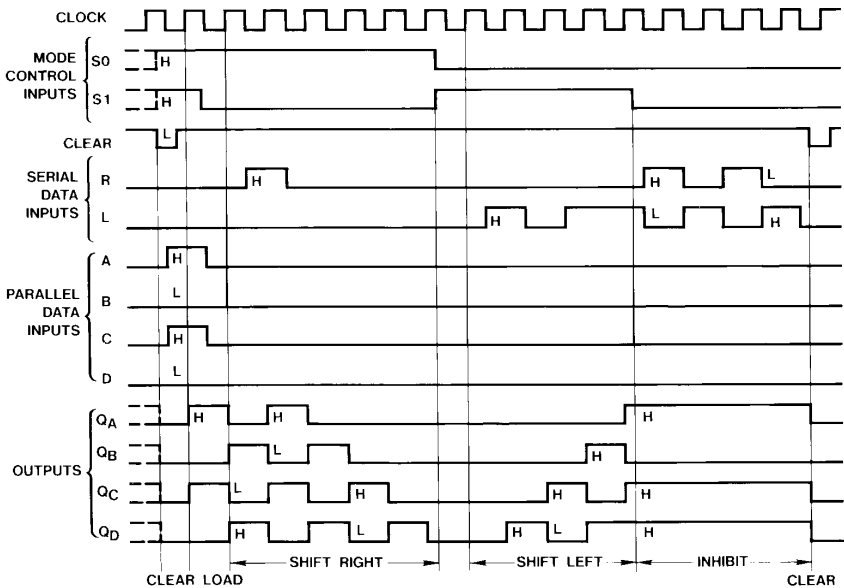 CLOCK
MODE
CONTROL
INPUTS
S0
H
S1
H
CLEAR
L
SERIAL
DATA
INPUTS
R
H
H
L
L
H
L
H
PARALLEL
DATA
INPUTS
A
H
B
L
C
H
D
L
OUTPUTS
QA
H
H
H
QB
L
H
QC
L
H
H
H
QD
H
L
H
L
H
SHIFT RIGHT
SHIFT LEFT
INHIBIT
CLEAR LOAD
CLEAR